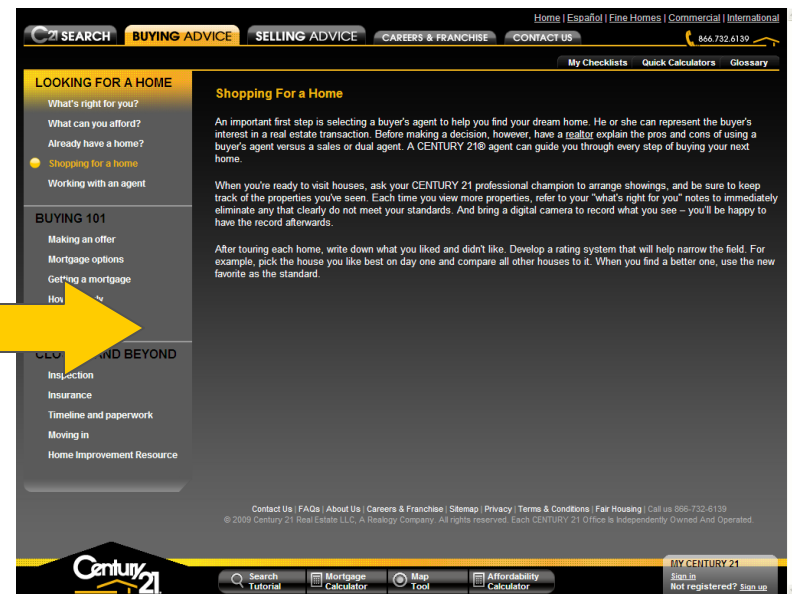 Home | Español | Fine Homes | Commercial | International
C21 SEARCH BUYING ADVICE SELLING ADVICE CAREERS & FRANCHISE CONTACT US 866.732.6139
My Checklists Quick Calculators Glossary
LOOKING FOR A HOME
What's right for you?
What can you afford?
Already have a home?
Shopping for a home
Working with an agent
BUYING 101
Making an offer
Mortgage options
Getting a mortgage
CLO AND BEYOND
Inspection
Insurance
Timeline and paperwork
Moving in
Home Improvement Resource
Shopping For a Home
An important first step is selecting a buyer's agent to help you find your dream home. He or she can represent the buyer's
interest in a real estate transaction. Before making a decision, however, have a realtor explain the pros and cons of using a
buyer's agent versus a sales or dual agent. A CENTURY 21® agent can guide you through every step of buying your next
home.
When you're ready to visit houses, ask your CENTURY 21 professional champion to arrange showings, and be sure to keep
track of the properties you've seen. Each time you view more properties, refer to your "what's right for you" notes to immediately
eliminate any that clearly do not meet your standards. And bring a digital camera to record what you see – you'll be happy to
have the record afterwards.
After touring each home, write down what you liked and didn't like. Develop a rating system that will help narrow the field. For
example, pick the house you like best on day one and compare all other houses to it. When you find a better one, use the new
favorite as the standard.
Contact Us | FAQs | About Us | Careers & Franchise | Sitemap | Privacy | Terms & Conditions | Fair Housing | Call us 866-732-6139
© 2009 Century 21 Real Estate LLC, A Realogy Company. All rights reserved. Each CENTURY 21 Office Is Independently Owned And Operated.
Century 21
Search Tutorial
Mortgage Calculator
Map Tool
Affordability Calculator
MY CENTURY 21
Sign in
Not registered? Sign up